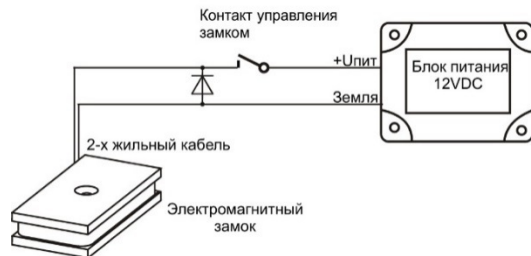 Контакт управления
замком
+Uпит
Блок питания
12VDC
Земля
2-х жильный кабель
Электромагнитный
замок